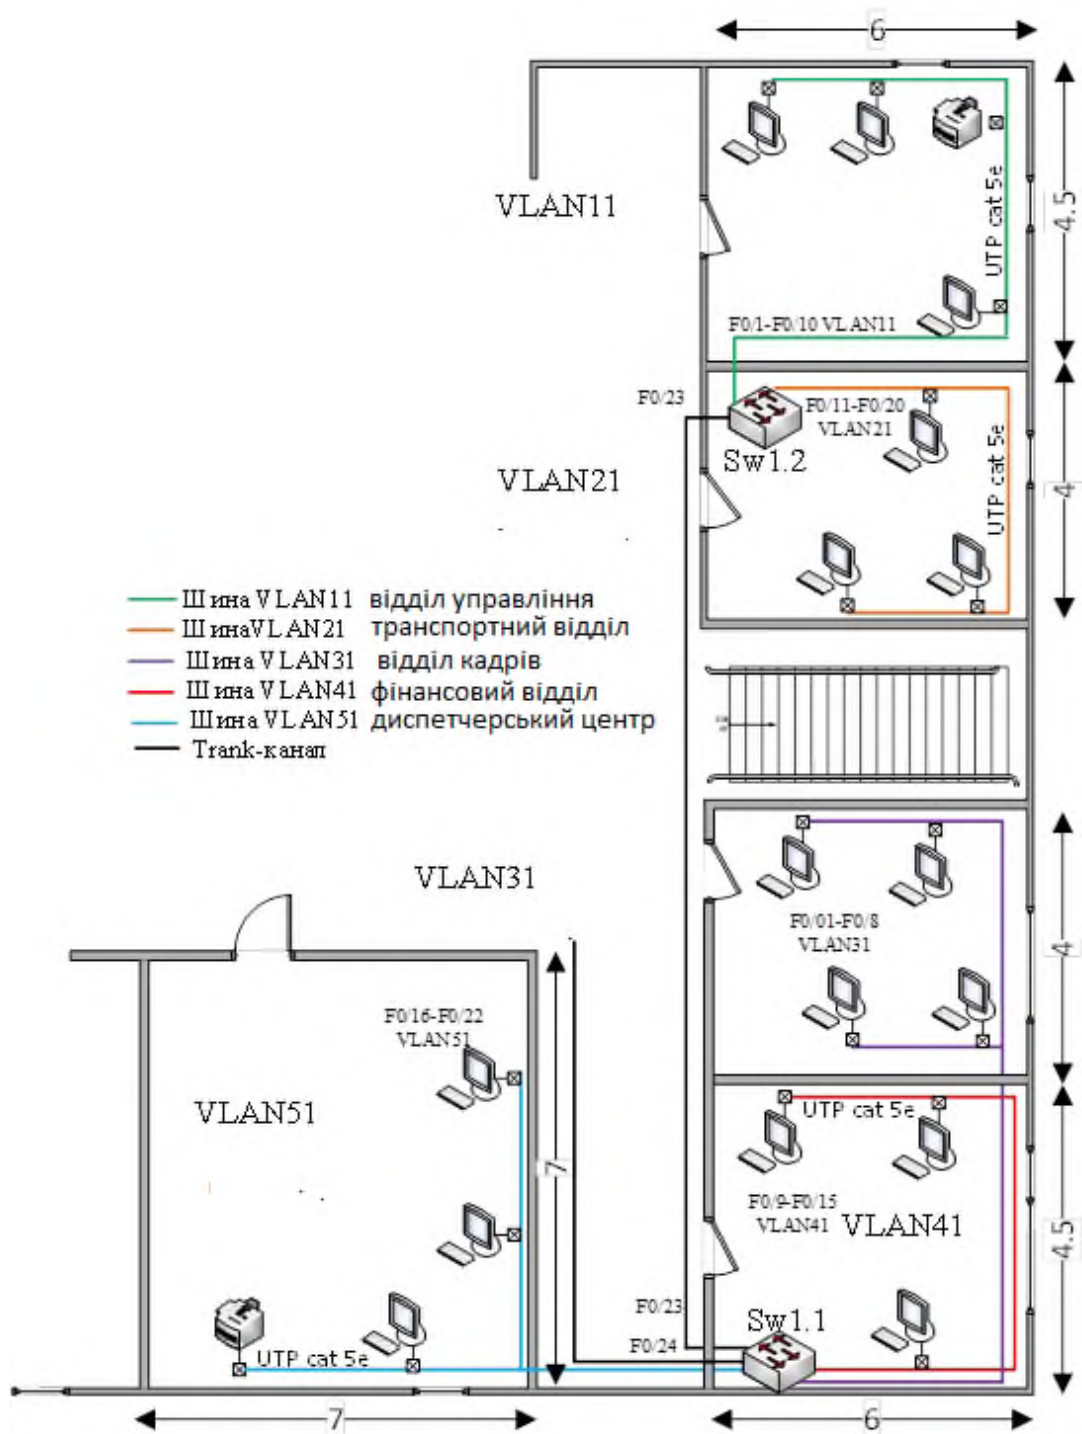 6
VLAN11
UTP cat 5e
4.5
F0/1-F0/10 VLAN11
F0/23
F0/11-F0/20
VLAN21
Sw1.2
VLAN21
UTP cat 5e
4
Шина VLAN11 відділ управління
ШинаVLAN21 транспортний відділ
Шина VLAN31 відділ кадрів
Шина VLAN41 фінансовий відділ
Шина VLAN51 диспетчерський центр
Trank-канал
VLAN31
F0/01-F0/8
VLAN31
4
F0/16-F0/22
VLAN51
VLAN51
7
UTP cat 5e
F0/9-F0/15
VLAN41
VLAN41
4.5
F0/23
Sw1.1
F0/24
UTP cat 5e
7
6